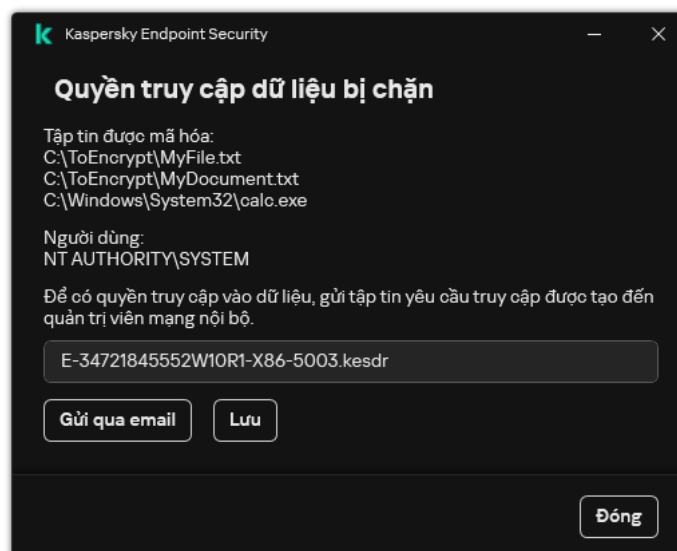 Kaspersky Endpoint Security
Quyền truy cập dữ liệu bị chặn
Tập tin được mã hóa:
C:\ToEncrypt\MyFile.txt
C:\ToEncrypt\MyDocument.txt
C:\Windows\System32\calc.exe
Người dùng:
NT AUTHORITY\SYSTEM
Để có quyền truy cập vào dữ liệu, gửi tập tin yêu cầu truy cập được tạo đến
quản trị viên mạng nội bộ.
E-34721845552W10R1-X86-5003.kesdr
Gửi qua email
Lưu
Đóng